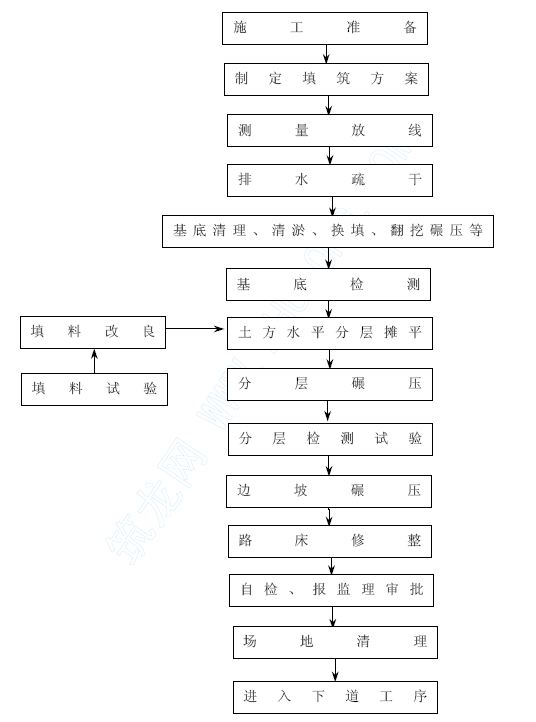 施工准备
制定填筑方案
测量放线
排水疏干
基底清理、清淤、换填、翻挖碾压等
基底检测
填料改良
土方水平分层摊平
填料试验
分层碾压
分层检测试验
边坡碾压
路床修整
自检、报监理审批
场地清理
进入下道工序
筑龙网 www.